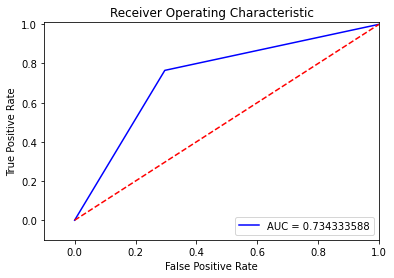 Receiver Operating Characteristic
True Positive Rate
1.0
0.8
0.6
0.4
0.2
0.0
AUC = 0.734333588
0.0 0.2 0.4 0.6 0.8 1.0
False Positive Rate